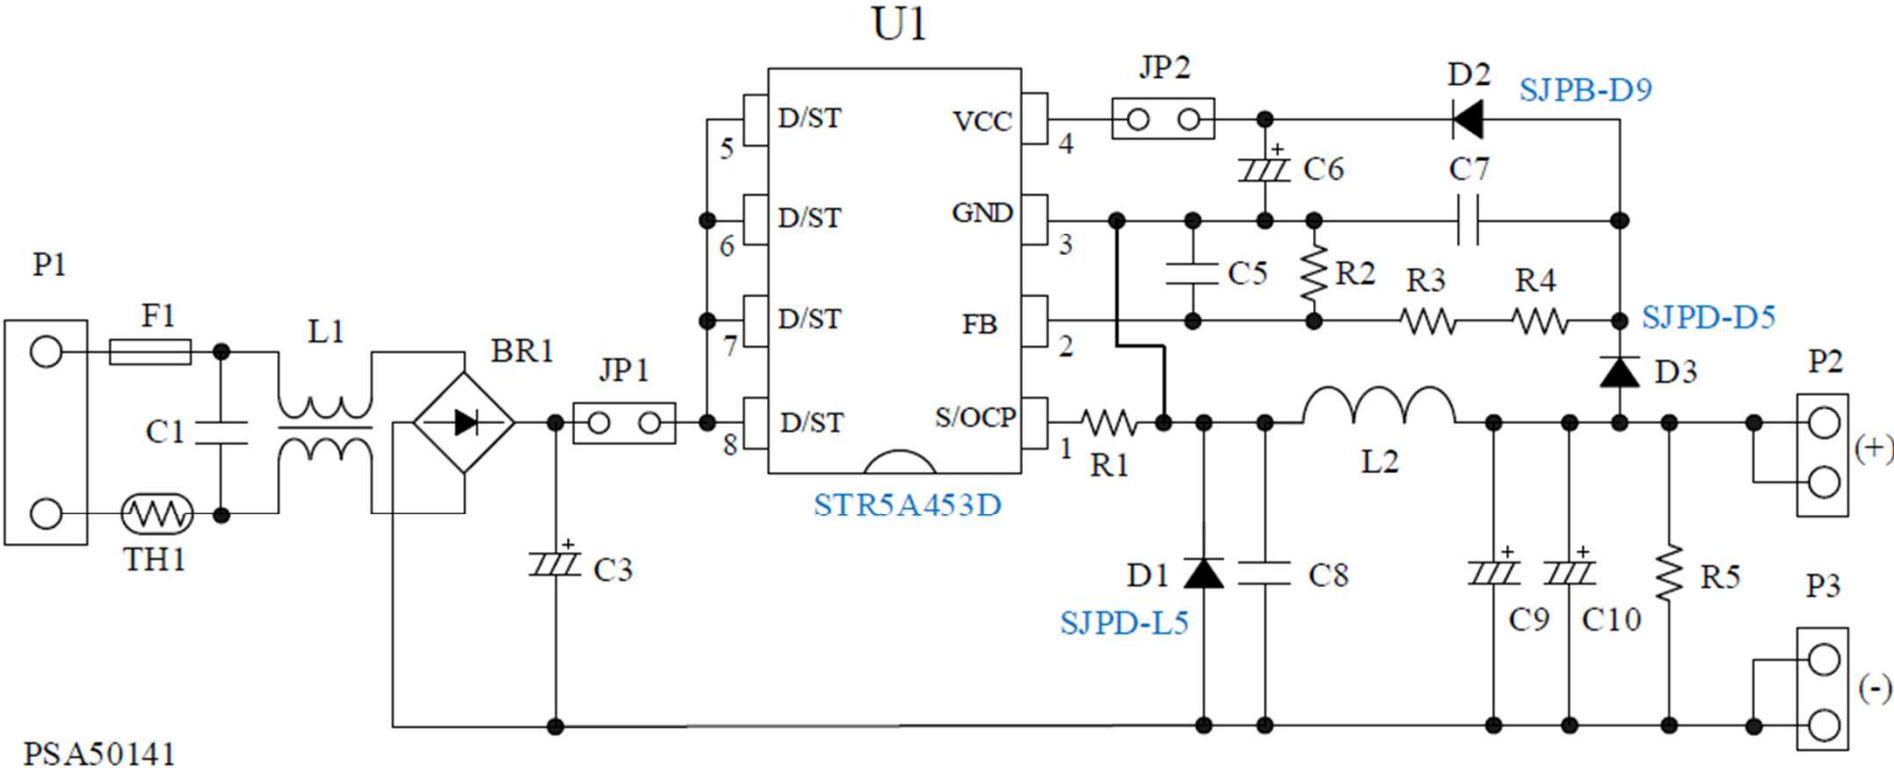 U1
JP2
D2
SJPB-D9
D/ST
VCC
5
4
C6
C7
D/ST
GND
6
3
P1
C5
R2
R3
R4
F1
L1
D/ST
FB
SJPD-D5
7
2
BR1
JP1
D3
P2
C1
D/ST
S/OCP
8
1
R1
L2
(+)
STR5A453D
TH1
+
C3
D1
SJPD-L5
C8
+
C9
+
C10
R5
P3
(-)
PSA50141